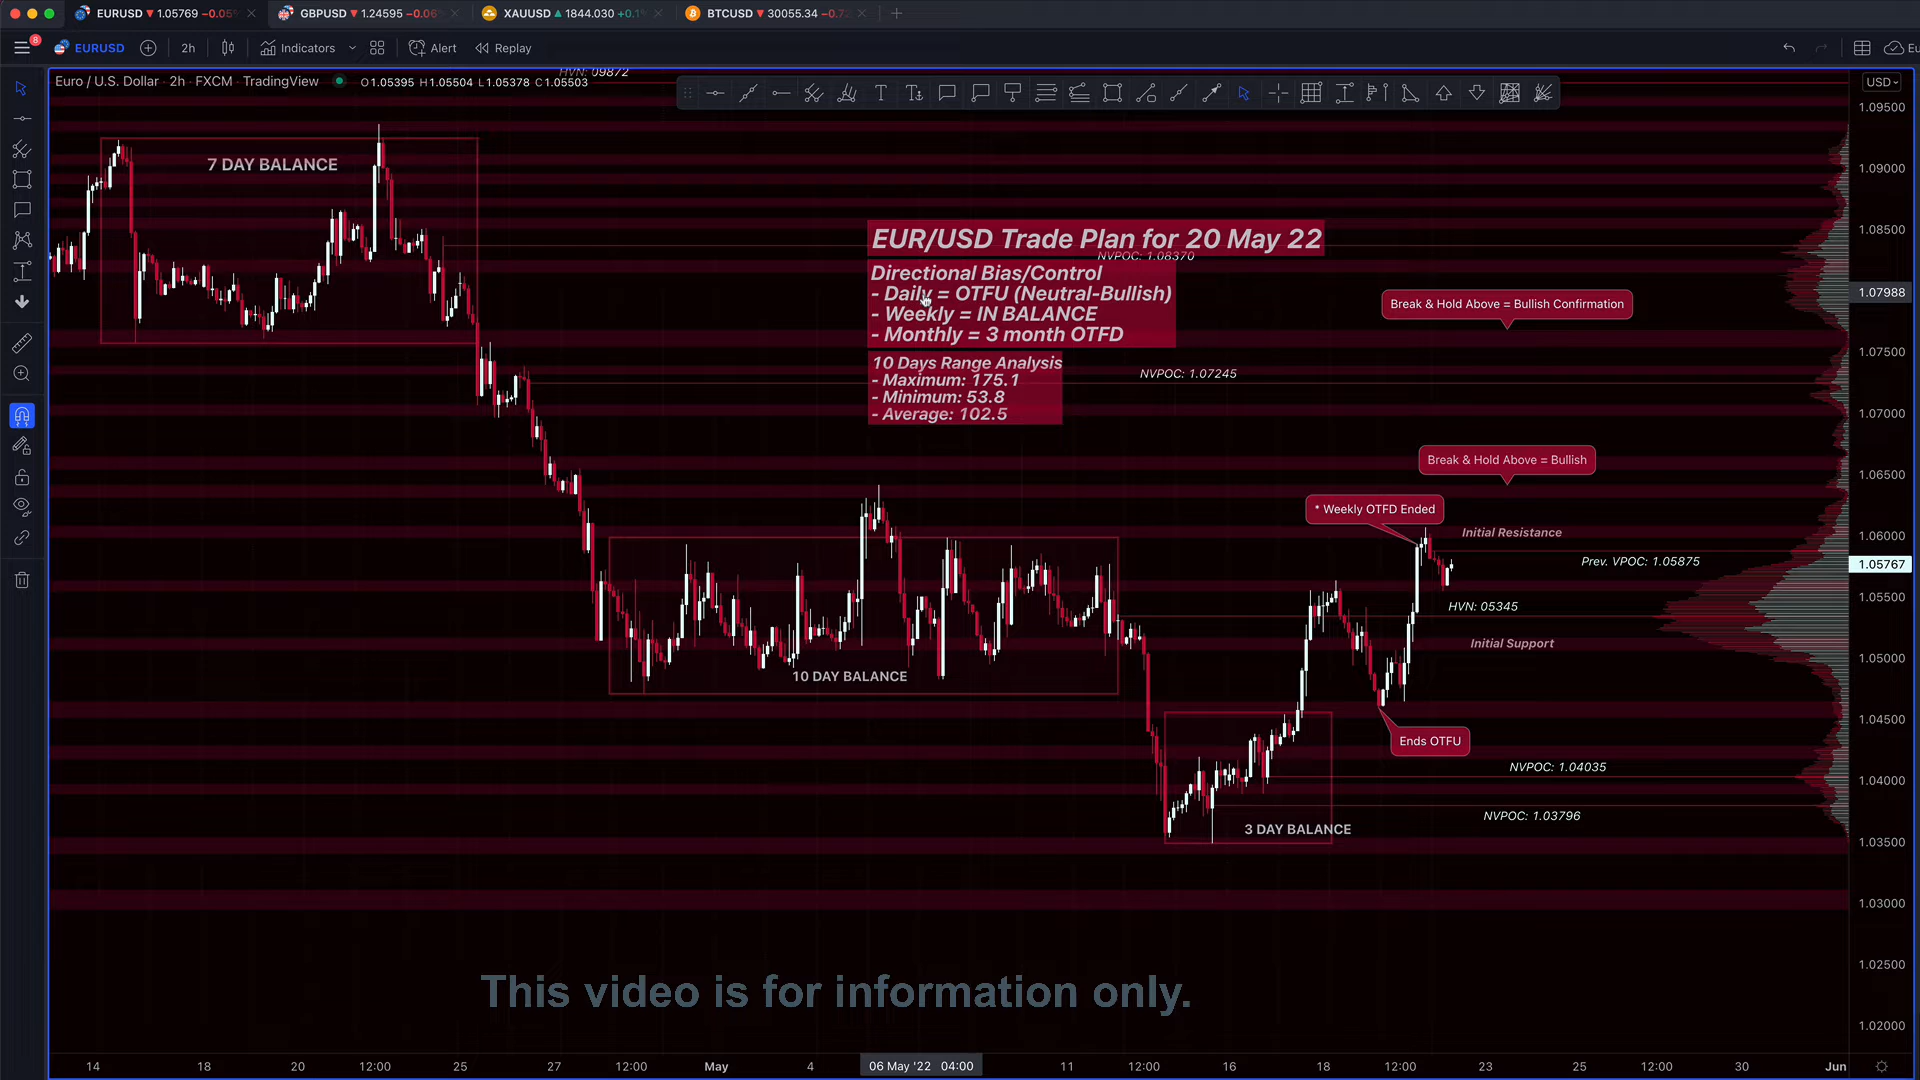 EURUSD ▼ 1.05769 −0.05%
GBPUSD ▼ 1.24595 −0.06
XAUUSD ▲ 1844.030 +0.1
BTCUSD ▼ 30055.34 −0.7
8
EURUSD
2h
Indicators
Alert
Replay
Eu
Euro / U.S. Dollar · 2h · FXCM · TradingView
O1.05395 H1.05504 L1.05378 C1.05503
HVN: 09872
USD
1.09500
1.09000
1.08500
1.07988
1.07500
1.07000
1.06500
1.06000
1.05767
1.05500
1.05000
1.04500
1.04000
1.03500
1.03000
1.02500
1.02000
7 DAY BALANCE
EUR/USD Trade Plan for 20 May 22
NVPOC: 1.08370
Directional Bias/Control
- Daily = OTFU (Neutral-Bullish)
- Weekly = IN BALANCE
- Monthly = 3 month OTFD
10 Days Range Analysis
- Maximum: 175.1
- Minimum: 53.8
- Average: 102.5
Break & Hold Above = Bullish Confirmation
NVPOC: 1.07245
Break & Hold Above = Bullish
* Weekly OTFD Ended
Initial Resistance
Prev. VPOC: 1.05875
HVN: 05345
Initial Support
10 DAY BALANCE
Ends OTFU
NVPOC: 1.04035
NVPOC: 1.03796
3 DAY BALANCE
This video is for information only.
14
18
20
12:00
25
27
12:00
May
4
06 May '22 04:00
11
12:00
16
18
12:00
23
25
12:00
30
Jun